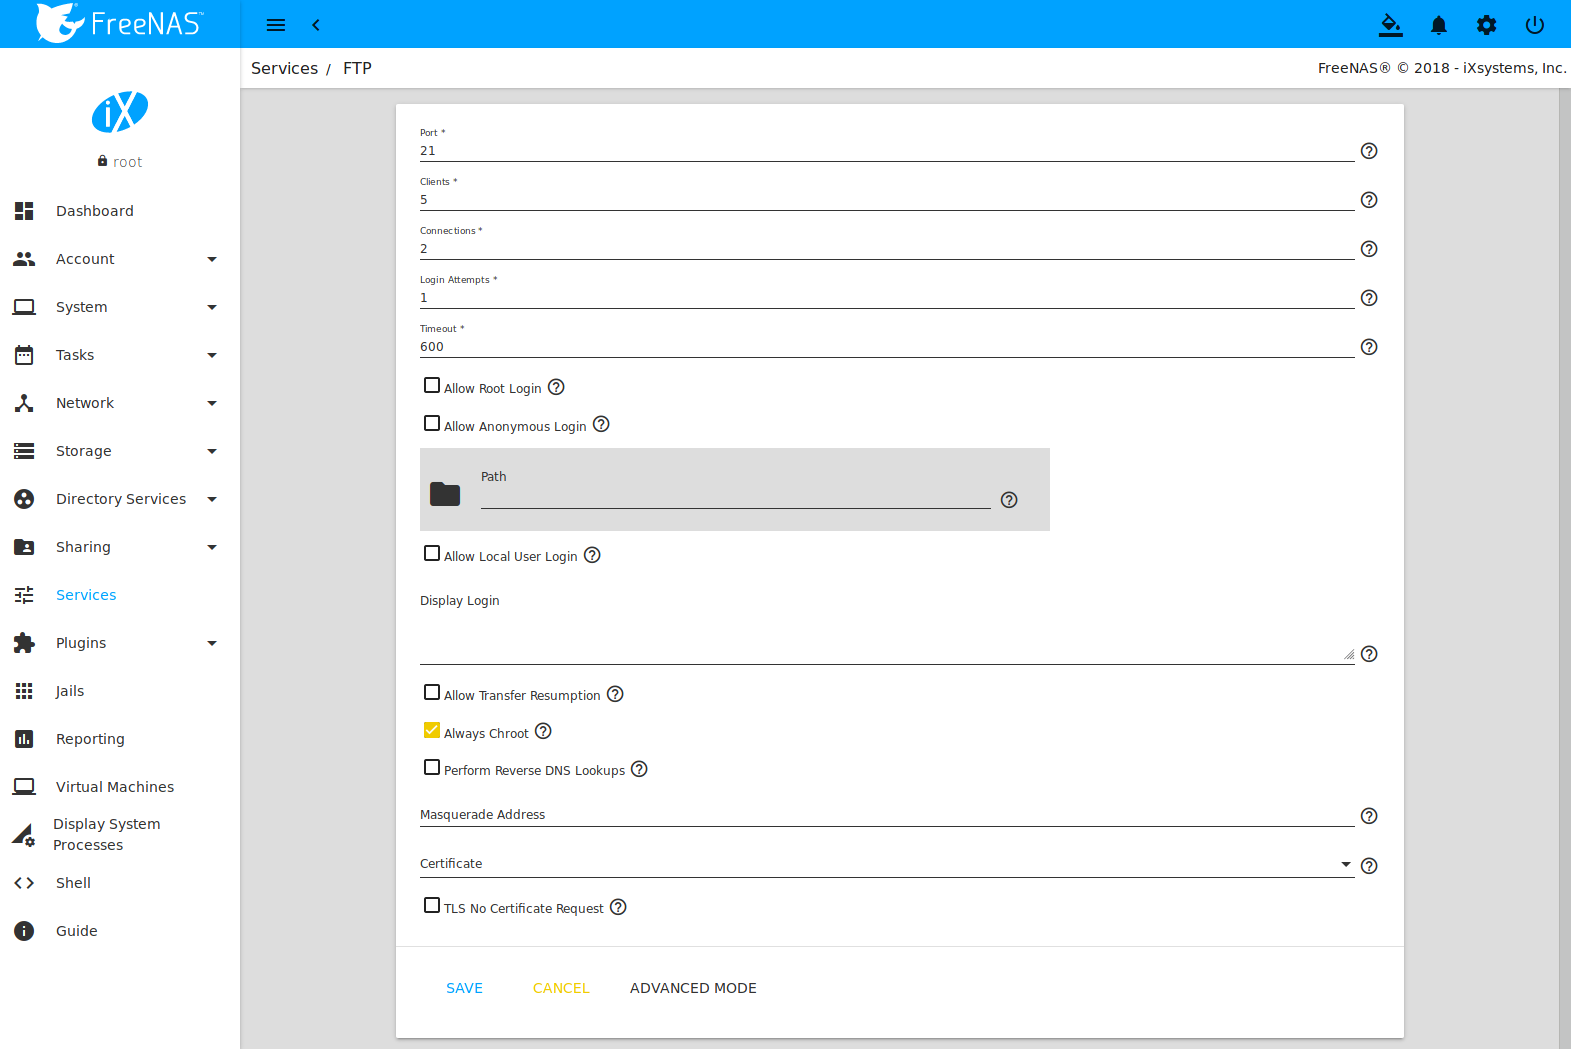 FreeNAS™
Services / FTP
FreeNAS® © 2018 - iXsystems, Inc.
iX
root
Dashboard
Account
System
Tasks
Network
Storage
Directory Services
Sharing
Services
Plugins
Jails
Reporting
Virtual Machines
Display System
Processes
Shell
Guide
Port *
21
Clients *
5
Connections *
2
Login Attempts *
1
Timeout *
600
Allow Root Login
Allow Anonymous Login
Path
Allow Local User Login
Display Login
Allow Transfer Resumption
Always Chroot
Perform Reverse DNS Lookups
Masquerade Address
Certificate
TLS No Certificate Request
SAVE CANCEL ADVANCED MODE